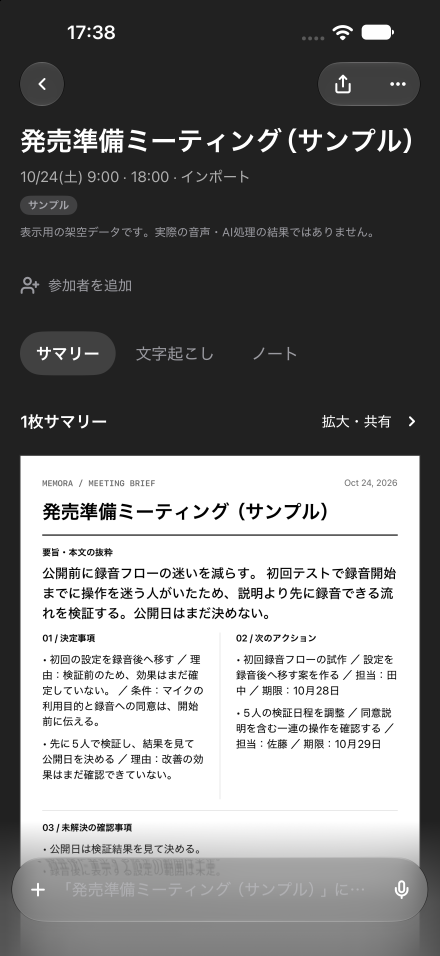 17:38
発売準備ミーティング（サンプル）
10/24(土) 9:00 · 18:00 · インポート
サンプル
表示用の架空データです。実際の音声・AI処理の結果ではありません。
参加者を追加
サマリー 文字起こし ノート
1枚サマリー 拡大・共有
MEMORA / MEETING BRIEF Oct 24, 2026
発売準備ミーティング（サンプル）
要旨・本文の抜粋
公開前に録音フローの迷いを減らす。 初回テストで録音開始
までに操作を迷う人がいたため、説明より先に録音できる流
れを検証する。公開日はまだ決めない。
01 / 決定事項
• 初回の設定を録音後へ移す ／ 理
由：検証前のため、効果はまだ確
定していない。 ／ 条件：マイクの
利用目的と録音への同意は、開始
前に伝える。
• 先に5人で検証し、結果を見て
公開日を決める ／ 理由：改善の効
果はまだ確認できていない。
02 / 次のアクション
• 初回録音フローの試作 ／ 設定を
録音後へ移す案を作る ／ 担当：田
中 ／ 期限：10月28日
• 5人の検証日程を調整 ／ 同意説
明を含む一連の操作を確認する ／
担当：佐藤 ／ 期限：10月29日
03 / 未解決の確認事項
• 公開日は検証結果を見て決める。
「発売準備ミーティング（サンプル）」に…